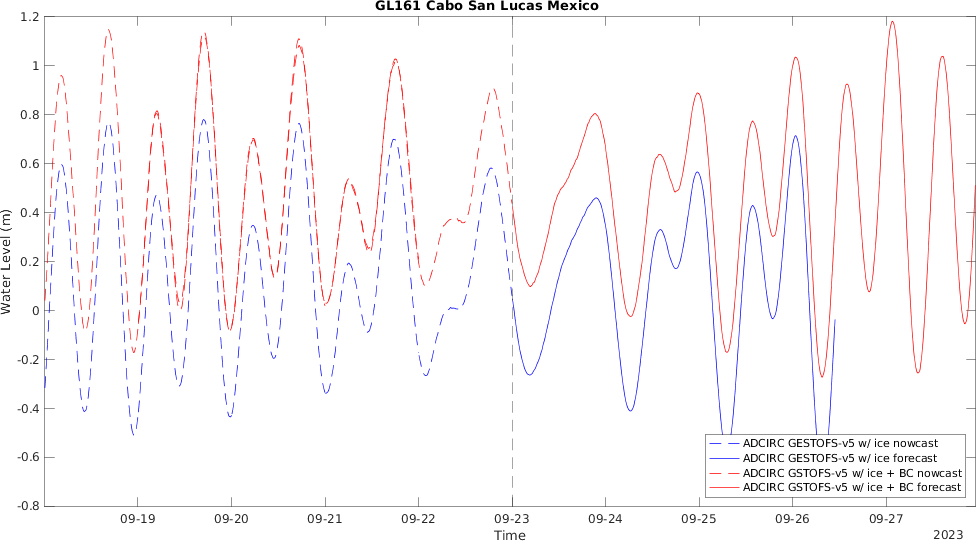 GL161 Cabo San Lucas Mexico
1.2
1
0.8
0.6
0.4
0.2
0
-0.2
-0.4
-0.6
-0.8
Water Level (m)
ADCIRC GESTOFS-v5 w/ ice nowcast
ADCIRC GESTOFS-v5 w/ ice forecast
ADCIRC GSTOFS-v5 w/ ice + BC nowcast
ADCIRC GSTOFS-v5 w/ ice + BC forecast
09-19 09-20 09-21 09-22 09-23 09-24 09-25 09-26 09-27
Time
2023